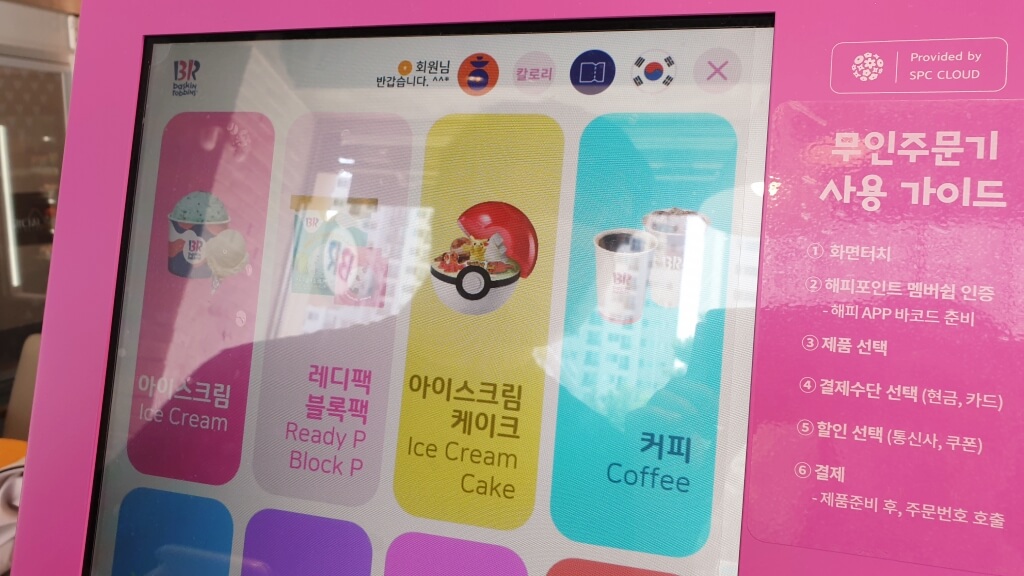 BR
baskin robbins
회원님
반갑습니다. ^^*
칼로리
아이스크림
Ice Cream
레디팩
블록팩
Ready P
Block P
아이스크림
케이크
Ice Cream
Cake
커피
Coffee
Provided by
SPC CLOUD
무인주문기
사용 가이드
① 화면터치
② 해피포인트 멤버쉽 인증
- 해피 APP 바코드 준비
③ 제품 선택
④ 결제수단 선택 (현금, 카드)
⑤ 할인 선택 (통신사, 쿠폰)
⑥ 결제
- 제품준비 후, 주문번호 호출